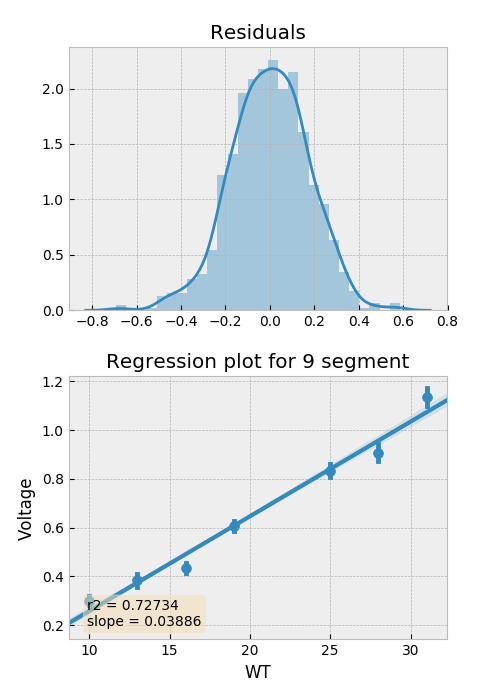 Residuals
2.0
1.5
1.0
0.5
0.0
−0.8 −0.6 −0.4 −0.2 0.0 0.2 0.4 0.6 0.8
Regression plot for 9 segment
1.2
1.0
0.8
0.6
0.4
0.2
Voltage
r2 = 0.72734
slope = 0.03886
10 15 20 25 30
WT